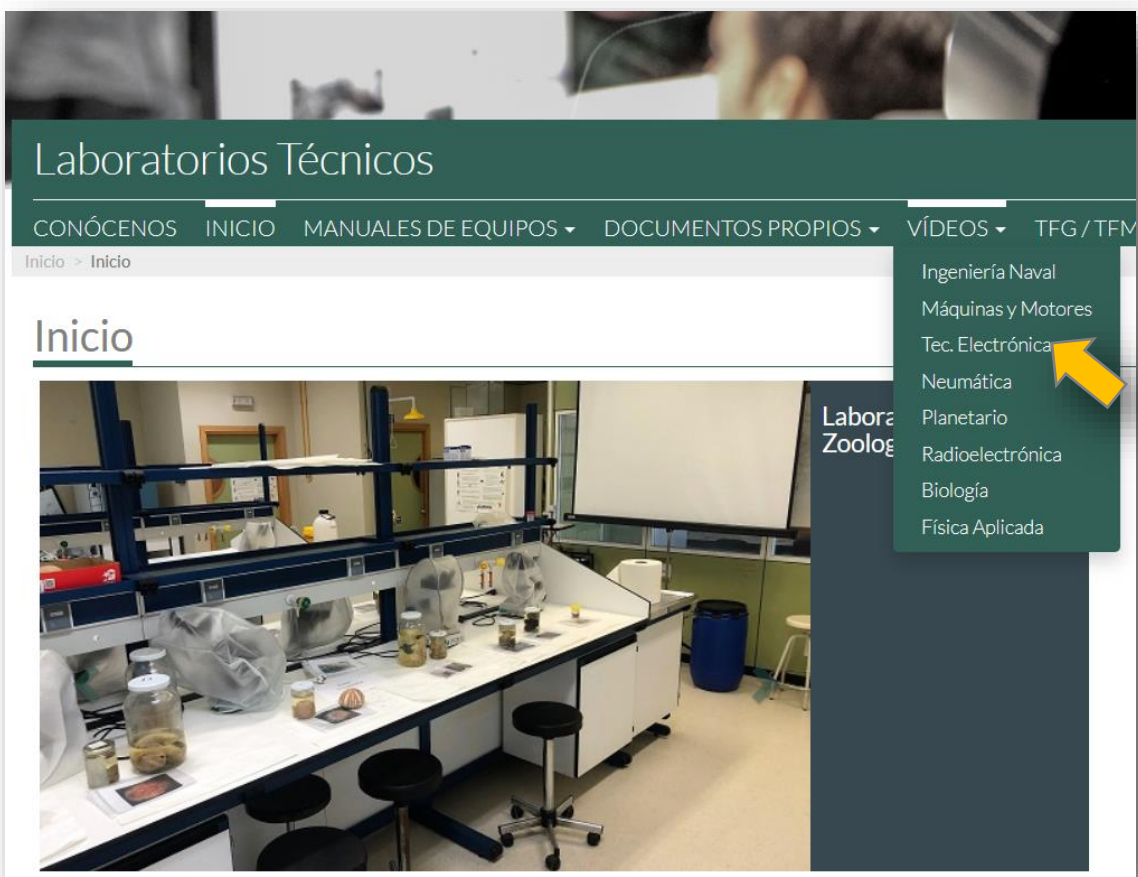 Laboratorios Técnicos
CONÓCENOS INICIO MANUALES DE EQUIPOS DOCUMENTOS PROPIOS VÍDEOS TFG / TFM
Inicio > Inicio
Ingeniería Naval
Máquinas y Motores
Tec. Electrónica
Neumática
Planetario
Radioelectrónica
Biología
Física Aplicada
Inicio
Labora
Zoolog